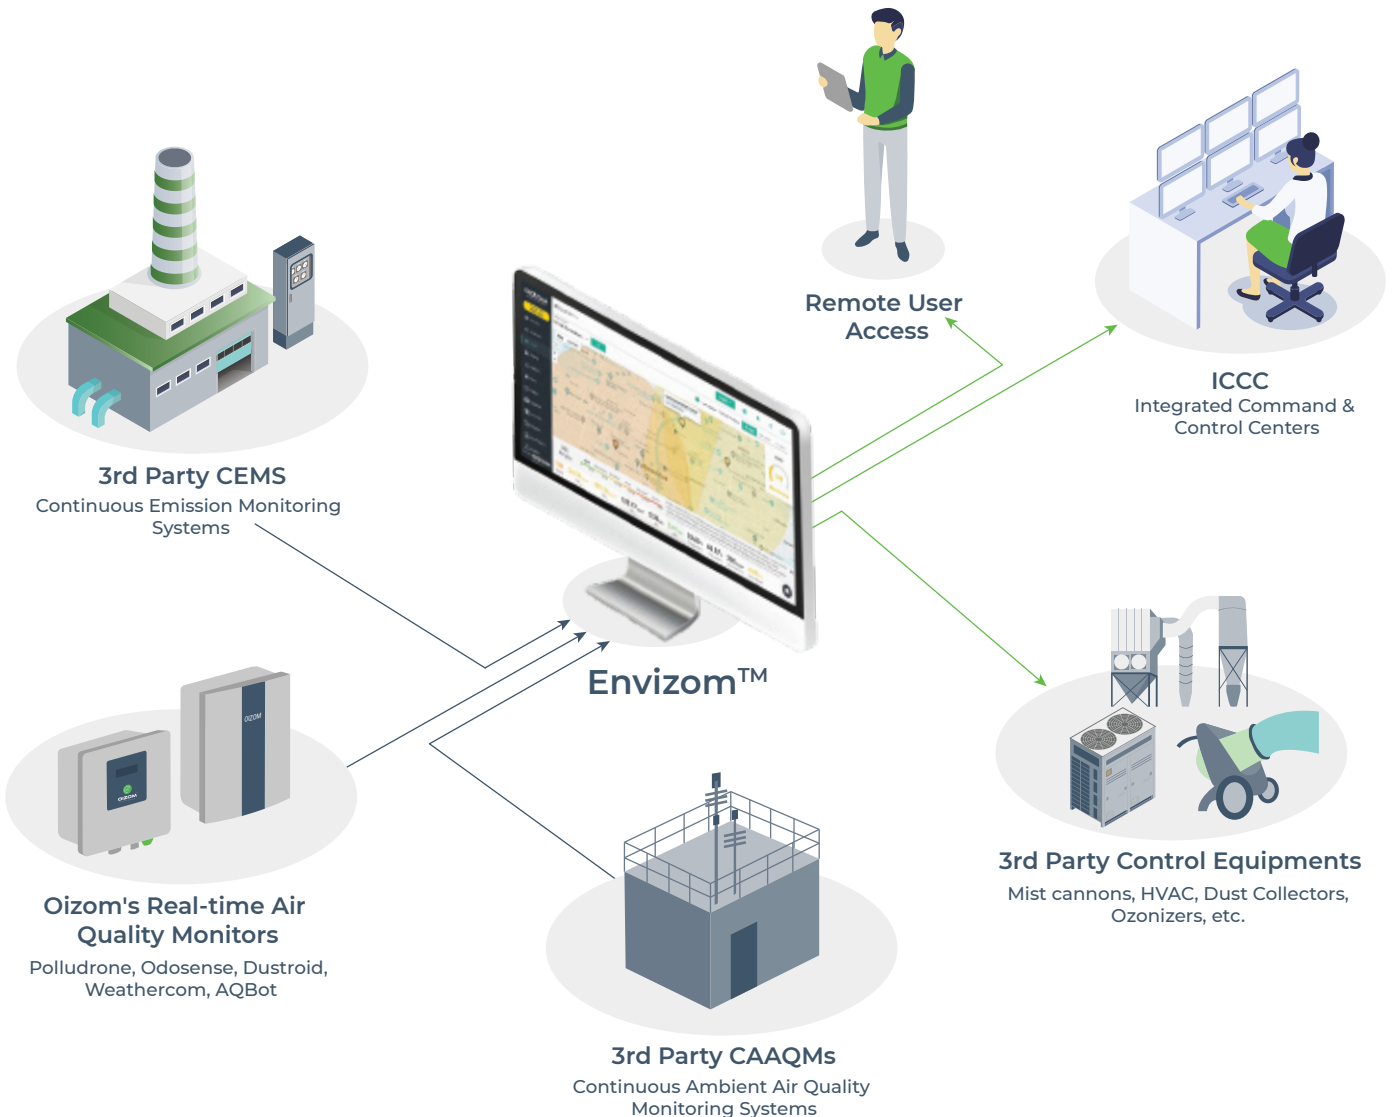 Remote User
Access
ICCC
Integrated Command &
Control Centers
3rd Party CEMS
Continuous Emission Monitoring
Systems
Envizom™
OIZOM
OIZOM
Oizom's Real-time Air
Quality Monitors
Polludrone, Odosense, Dustroid,
Weathercom, AQBot
3rd Party Control Equipments
Mist cannons, HVAC, Dust Collectors,
Ozonizers, etc.
3rd Party CAAQMs
Continuous Ambient Air Quality
Monitoring Systems